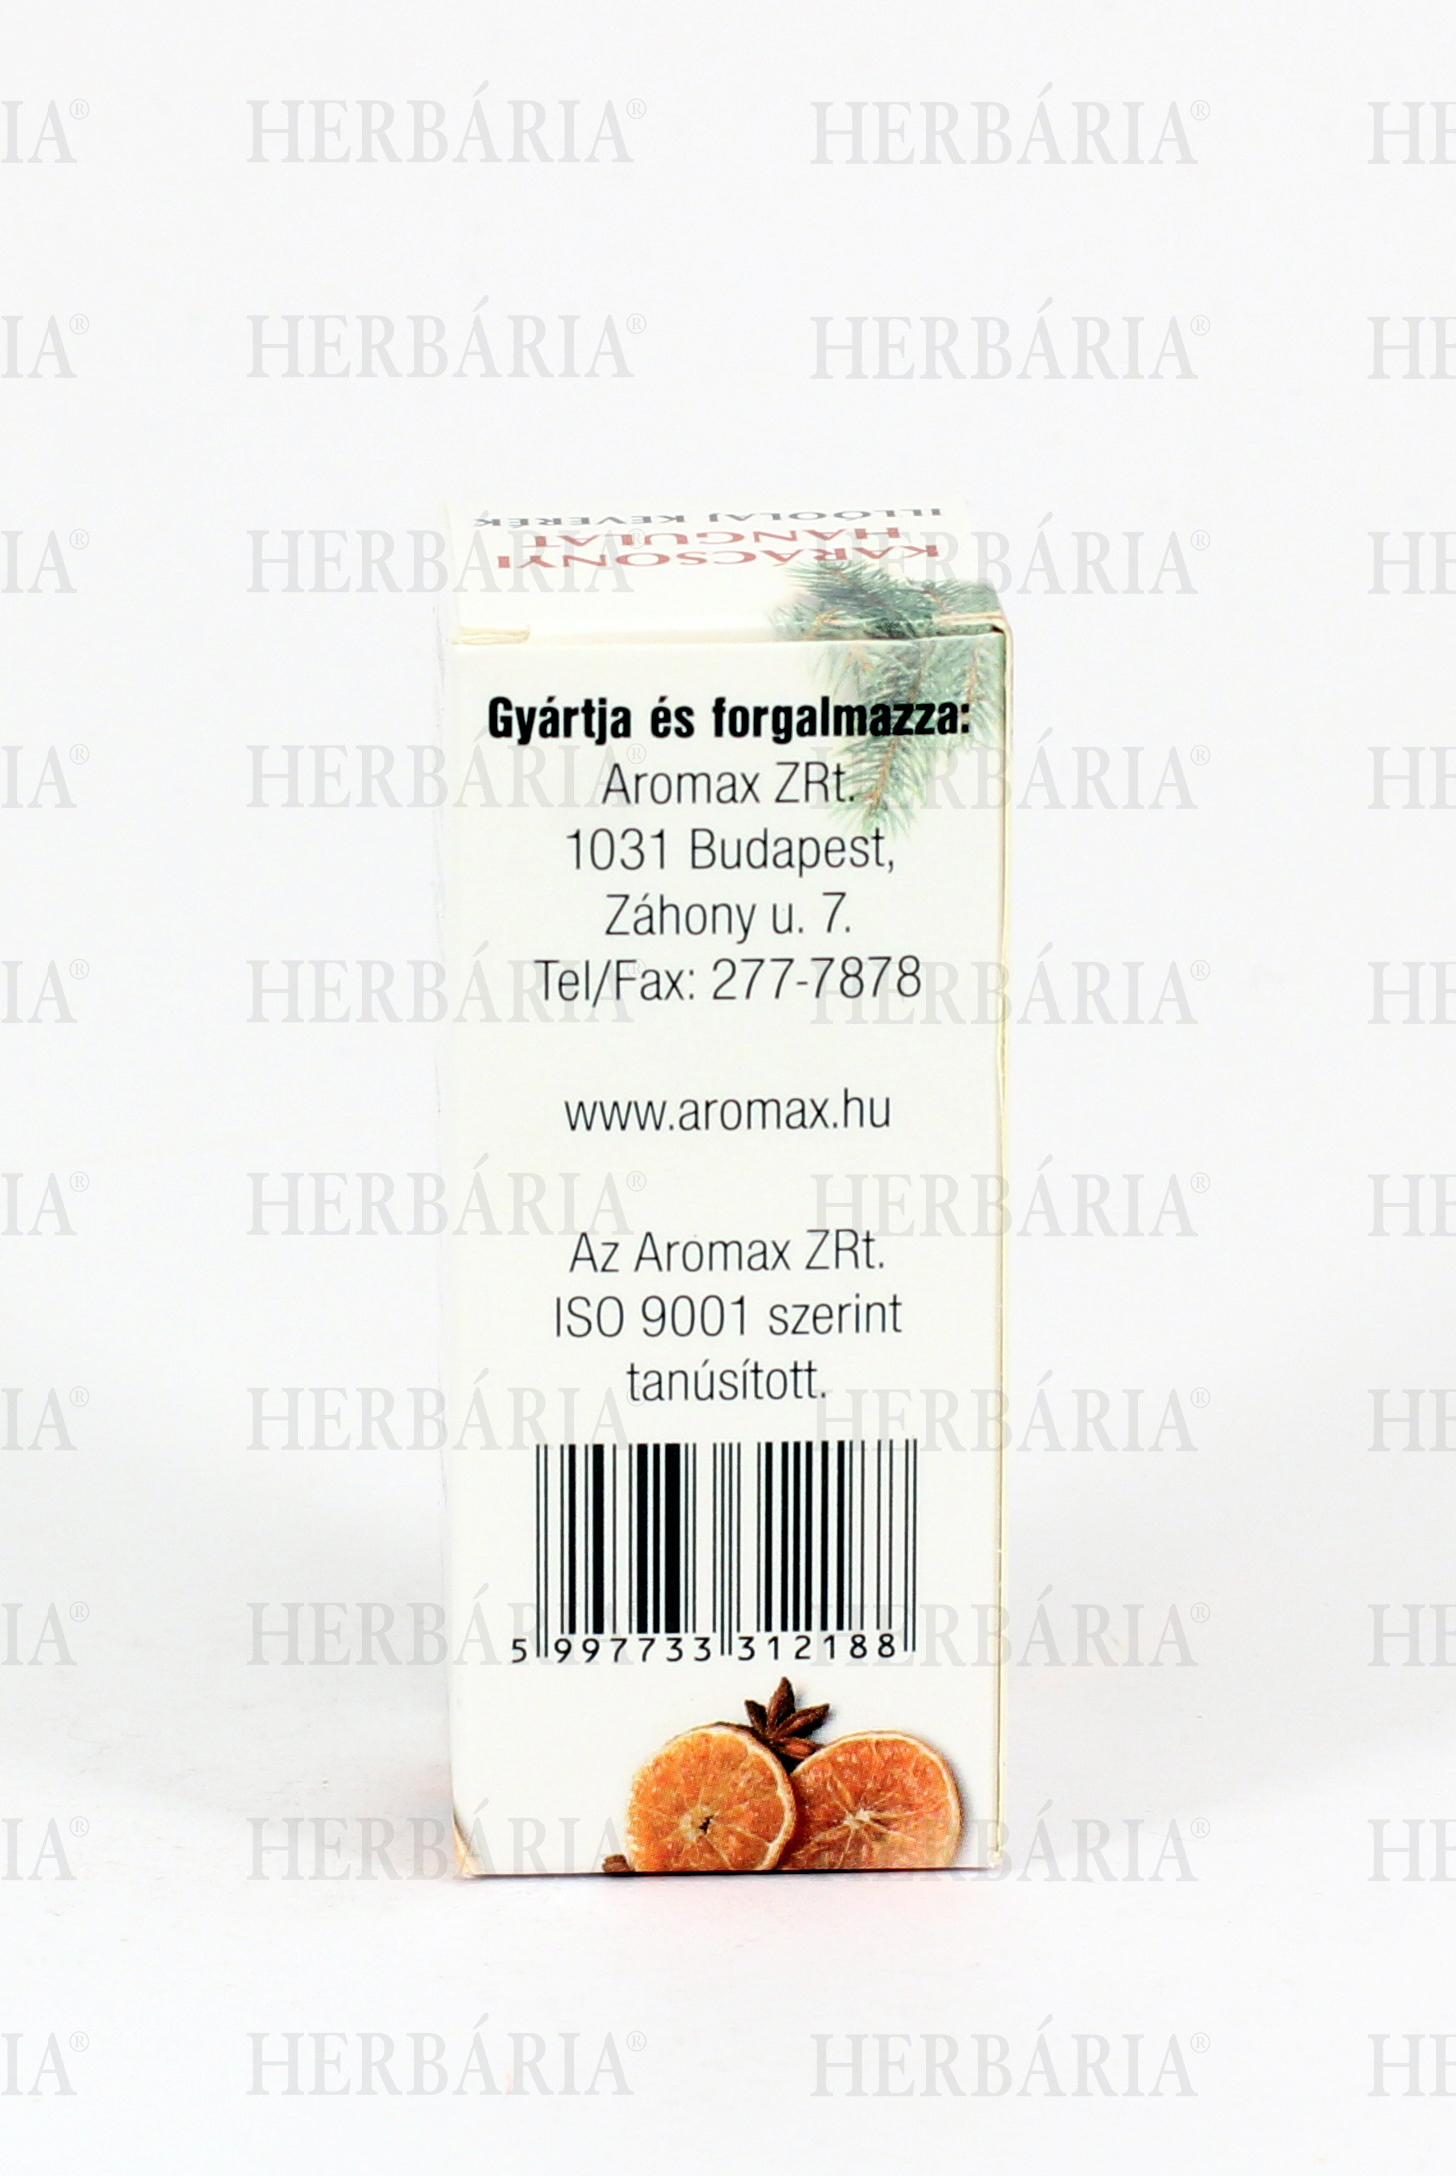 KARÁCSONYI
HANGULAT
ILLÓOLAJ KEVERÉK
Gyártja és forgalmazza:
Aromax ZRt.
1031 Budapest,
Záhony u. 7.
Tel/Fax: 277-7878
www.aromax.hu
Az Aromax ZRt.
ISO 9001 szerint
tanúsított.
5 997733 312188
HERBÁRIA®